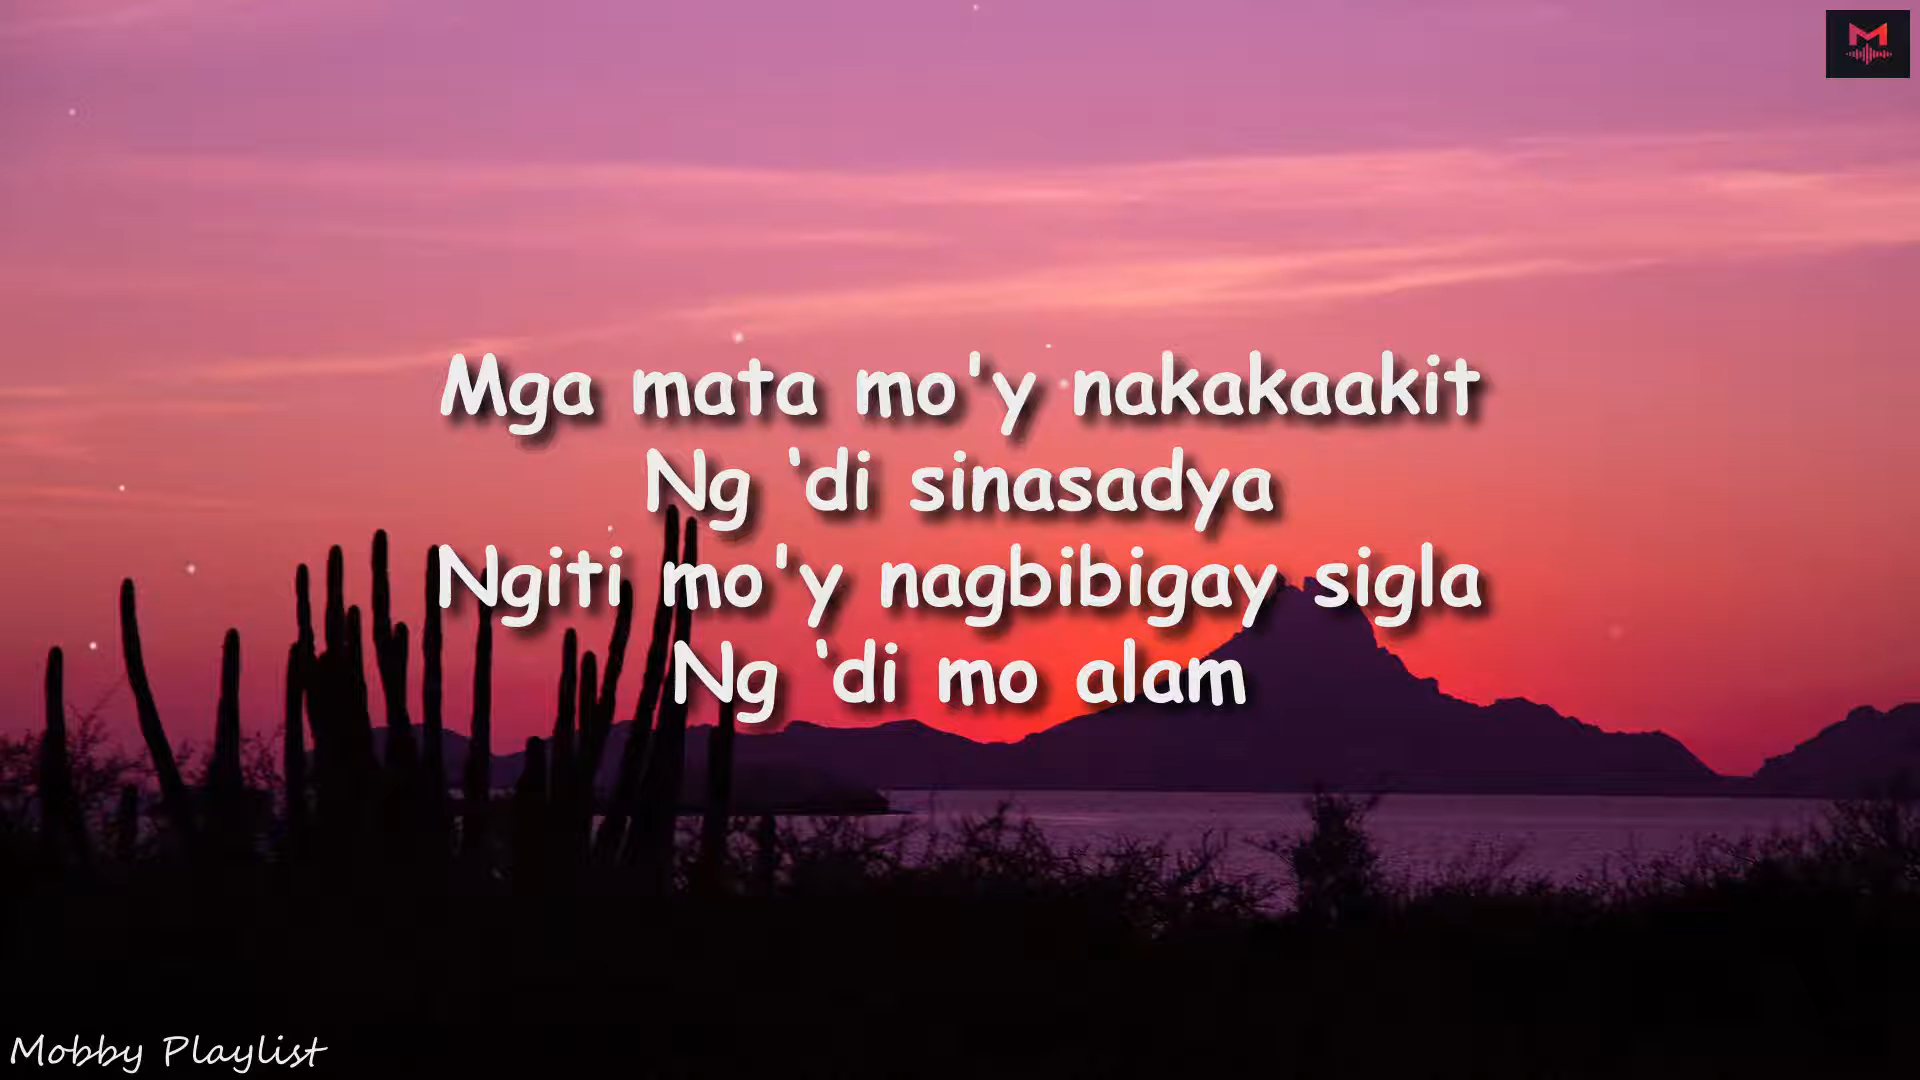 M
Mga mata mo'y nakakaakit
Ng ‘di sinasadya
Ngiti mo'y nagbibigay sigla
Ng ‘di mo alam
Mobby Playlist